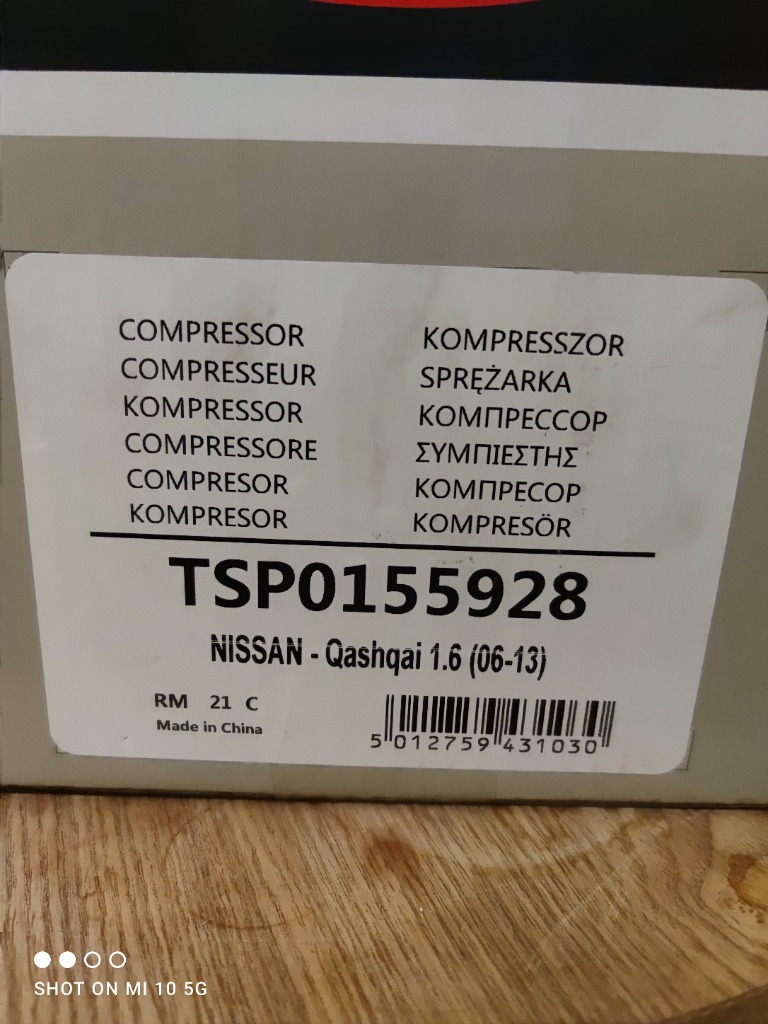 COMPRESSOR
COMPRESSEUR
KOMPRESSOR
COMPRESSORE
COMPRESOR
KOMPRESOR
KOMPRESSZOR
SPRĘŻARKA
КОМПРЕССОР
ΣΥΜΠΙΕΣΤΗΣ
КОМПРЕСОР
KOMPRESÖR
TSP0155928
NISSAN - Qashqai 1.6 (06-13)
RM 21 C
Made in China
5 012759 431030
SHOT ON MI 10 5G